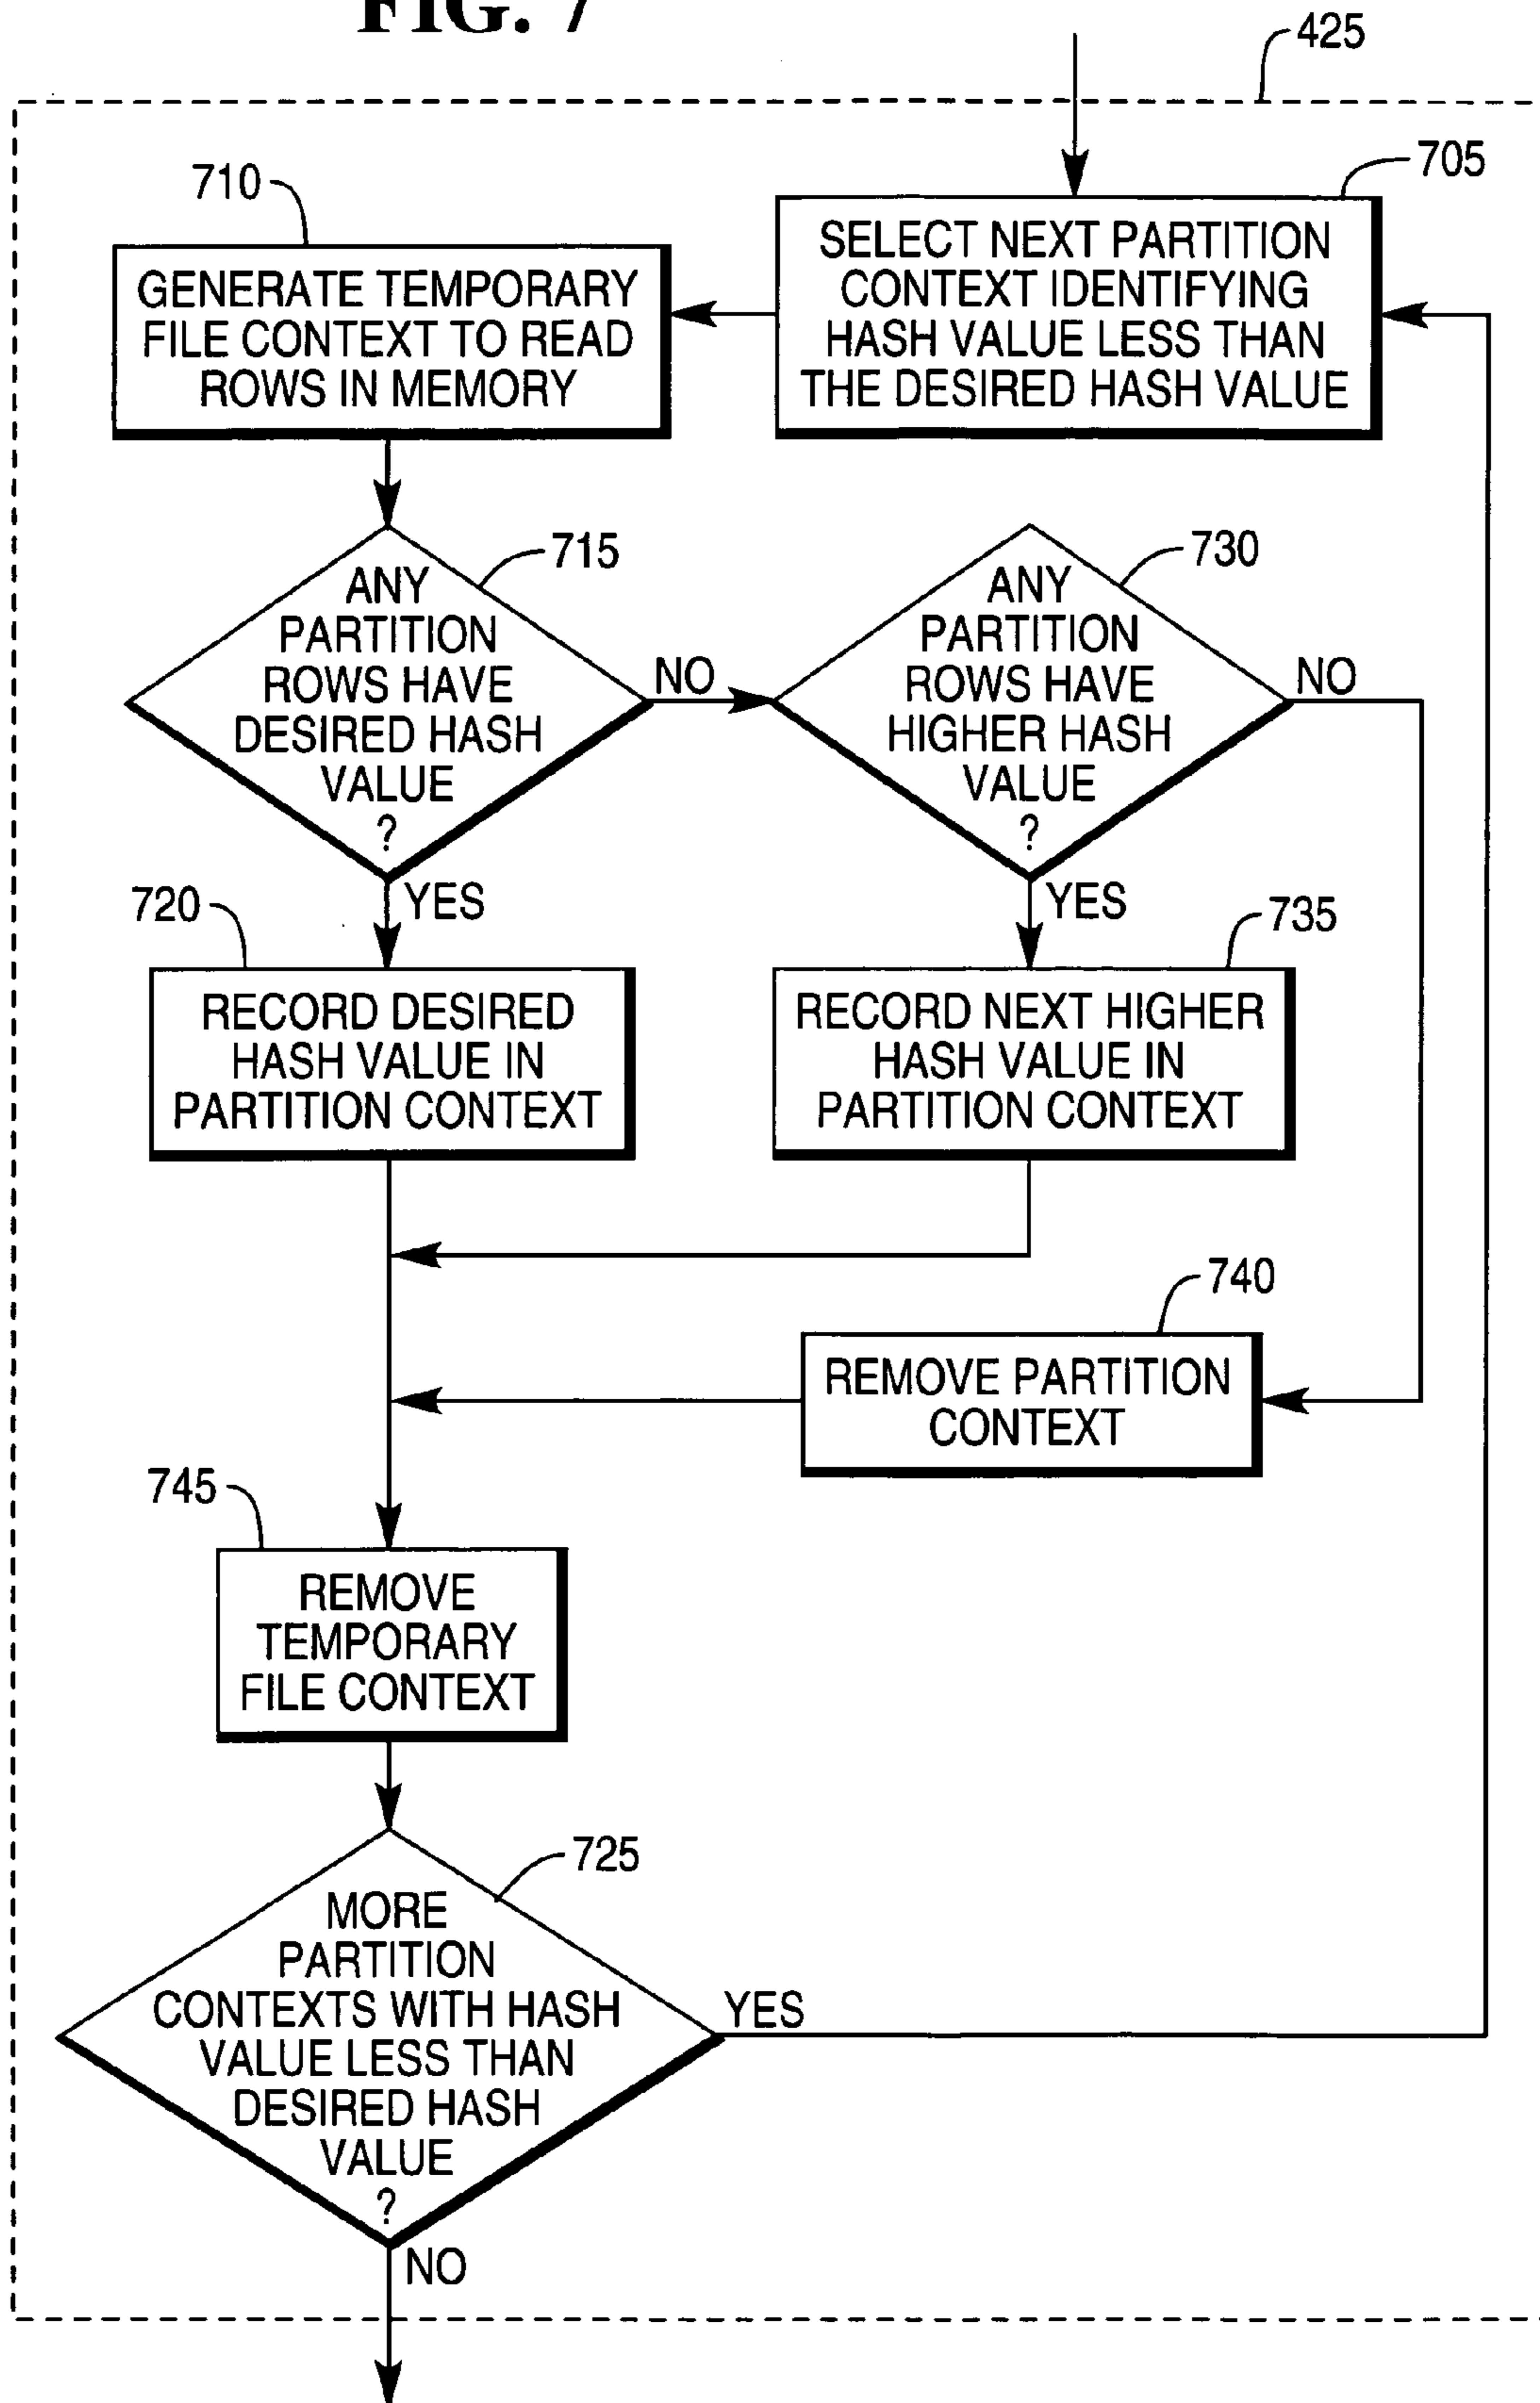 FIG. 7
425
705
710
SELECT NEXT PARTITION
CONTEXT IDENTIFYING
HASH VALUE LESS THAN
THE DESIRED HASH VALUE
GENERATE TEMPORARY
FILE CONTEXT TO READ
ROWS IN MEMORY
715
ANY
PARTITION
ROWS HAVE
DESIRED HASH
VALUE
?
NO
YES
730
ANY
PARTITION
ROWS HAVE
HIGHER HASH
VALUE
?
NO
YES
720
RECORD DESIRED
HASH VALUE IN
PARTITION CONTEXT
735
RECORD NEXT HIGHER
HASH VALUE IN
PARTITION CONTEXT
740
REMOVE PARTITION
CONTEXT
745
REMOVE
TEMPORARY
FILE CONTEXT
725
MORE
PARTITION
CONTEXTS WITH HASH
VALUE LESS THAN
DESIRED HASH
VALUE
?
YES
NO